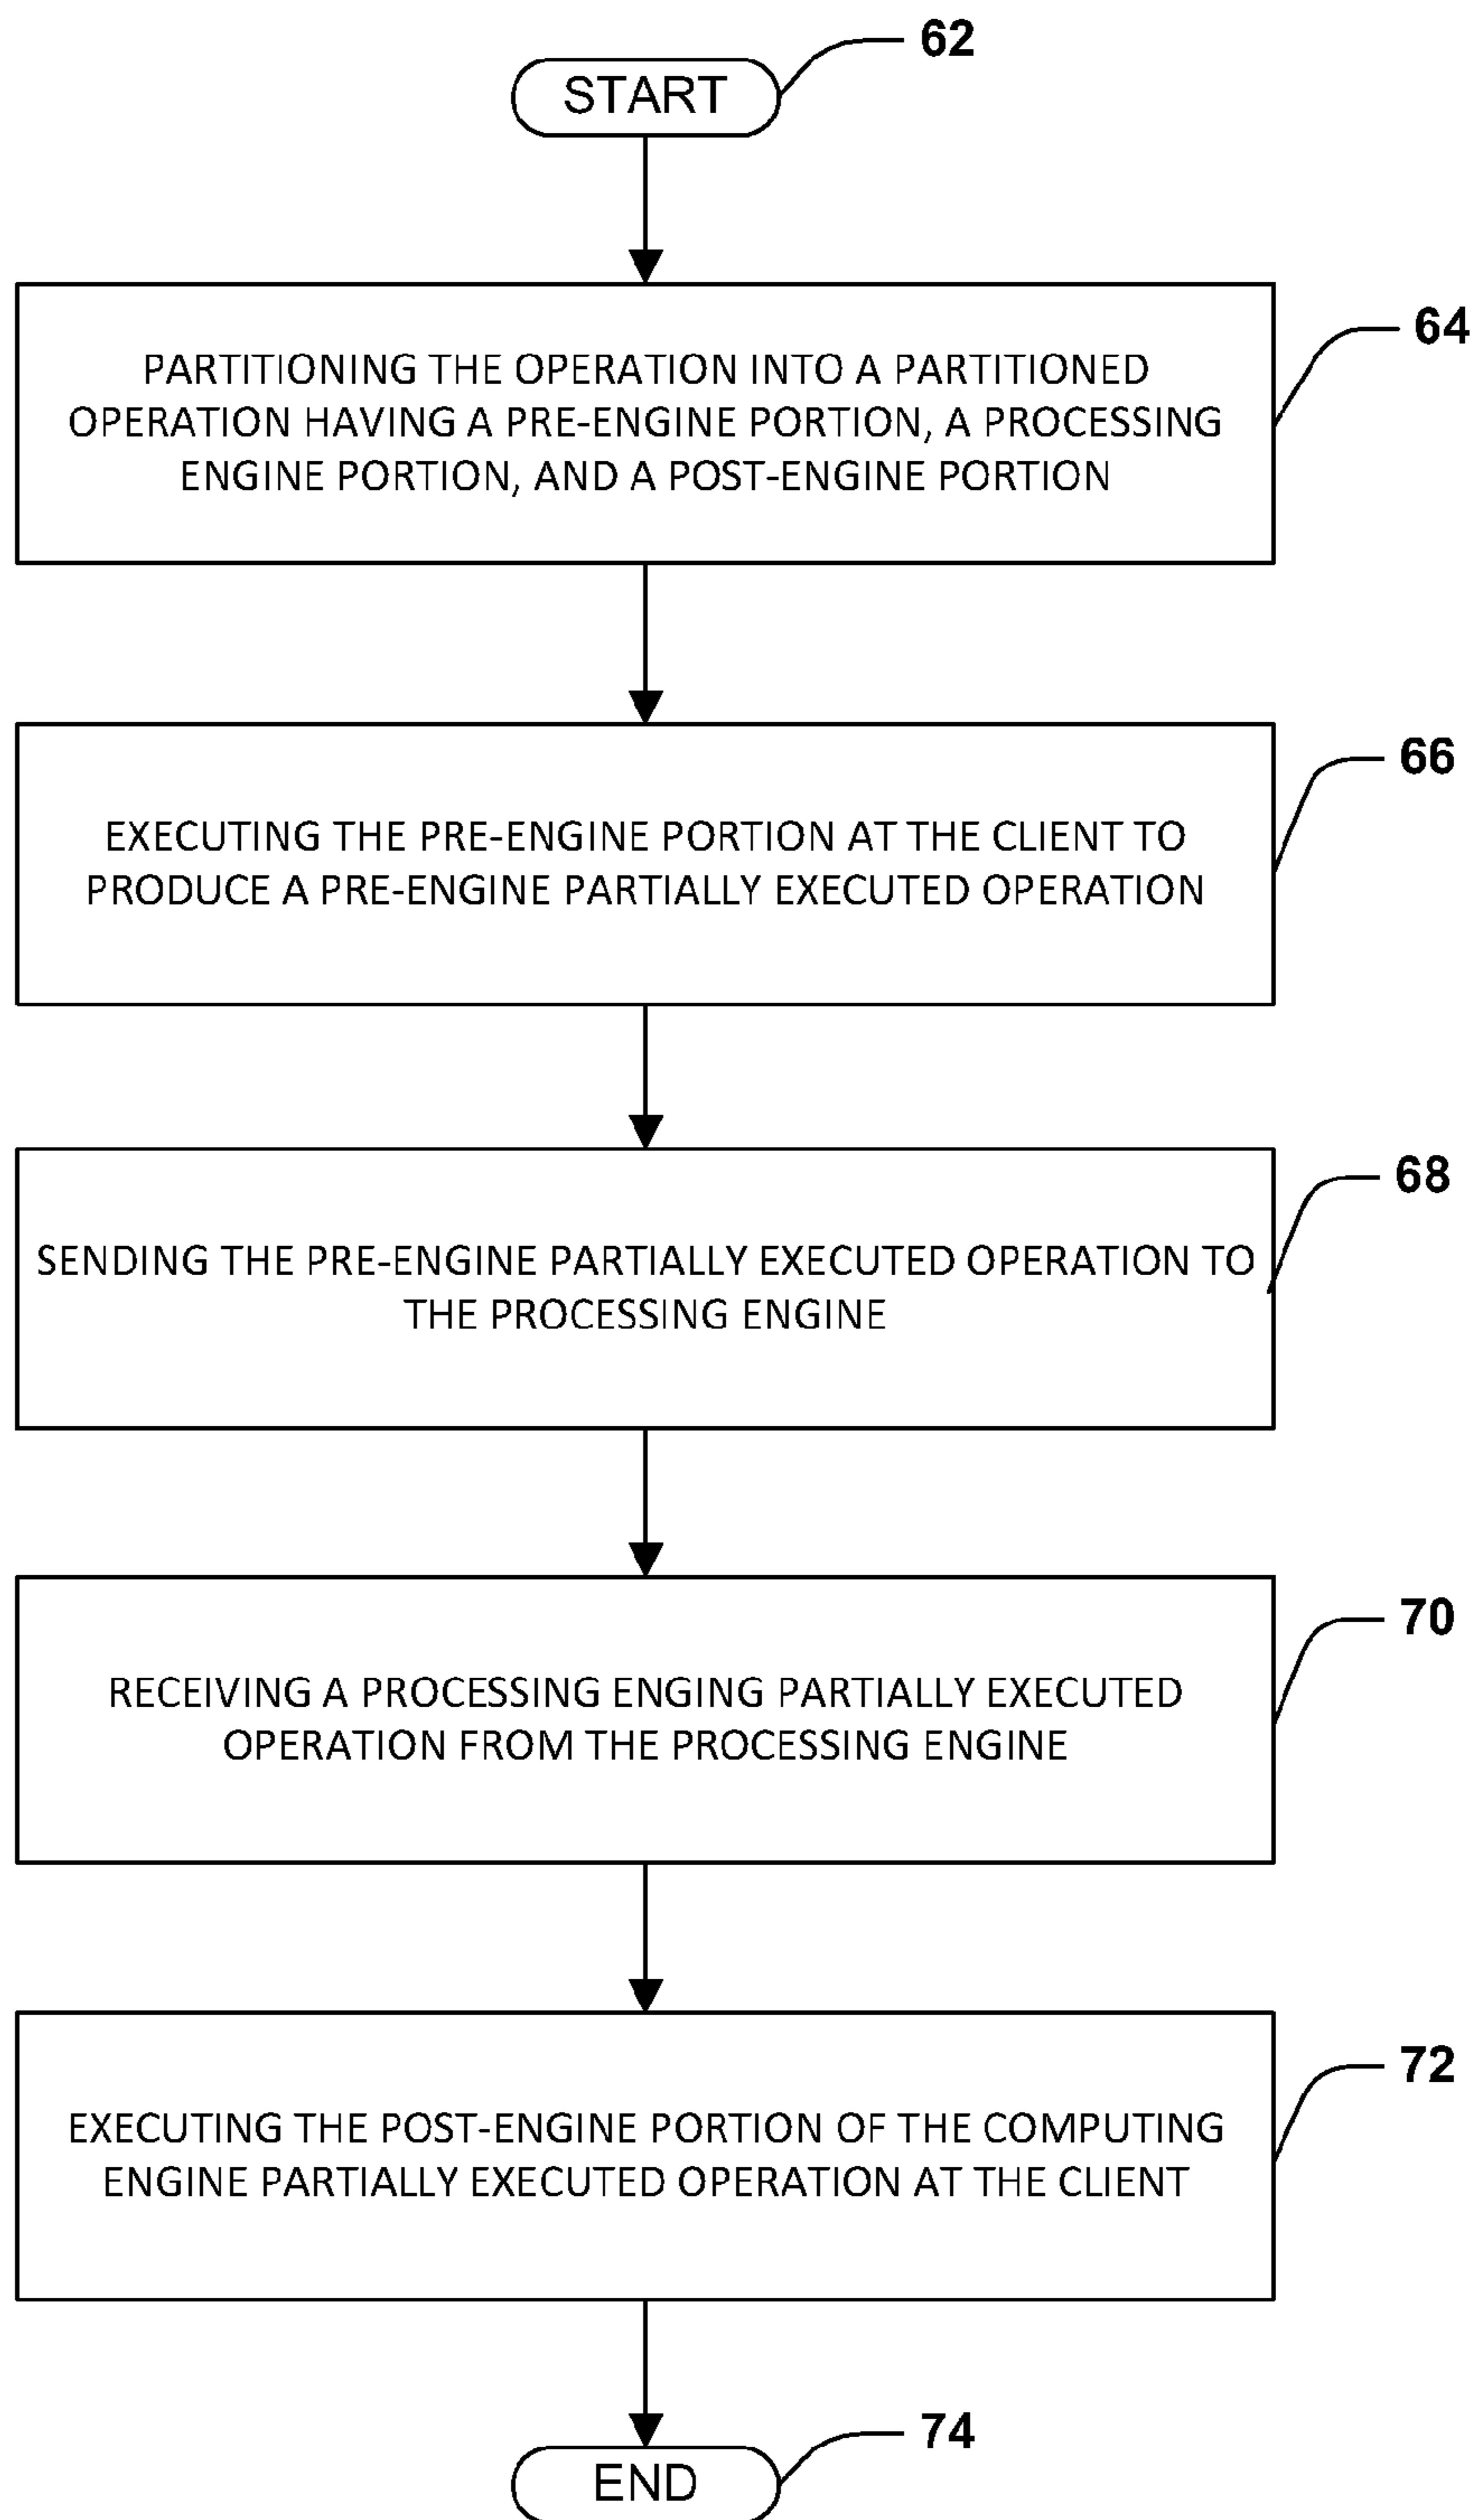 62
START
64
PARTITIONING THE OPERATION INTO A PARTITIONED
OPERATION HAVING A PRE-ENGINE PORTION, A PROCESSING
ENGINE PORTION, AND A POST-ENGINE PORTION
66
EXECUTING THE PRE-ENGINE PORTION AT THE CLIENT TO
PRODUCE A PRE-ENGINE PARTIALLY EXECUTED OPERATION
68
SENDING THE PRE-ENGINE PARTIALLY EXECUTED OPERATION TO
THE PROCESSING ENGINE
70
RECEIVING A PROCESSING ENGING PARTIALLY EXECUTED
OPERATION FROM THE PROCESSING ENGINE
72
EXECUTING THE POST-ENGINE PORTION OF THE COMPUTING
ENGINE PARTIALLY EXECUTED OPERATION AT THE CLIENT
74
END